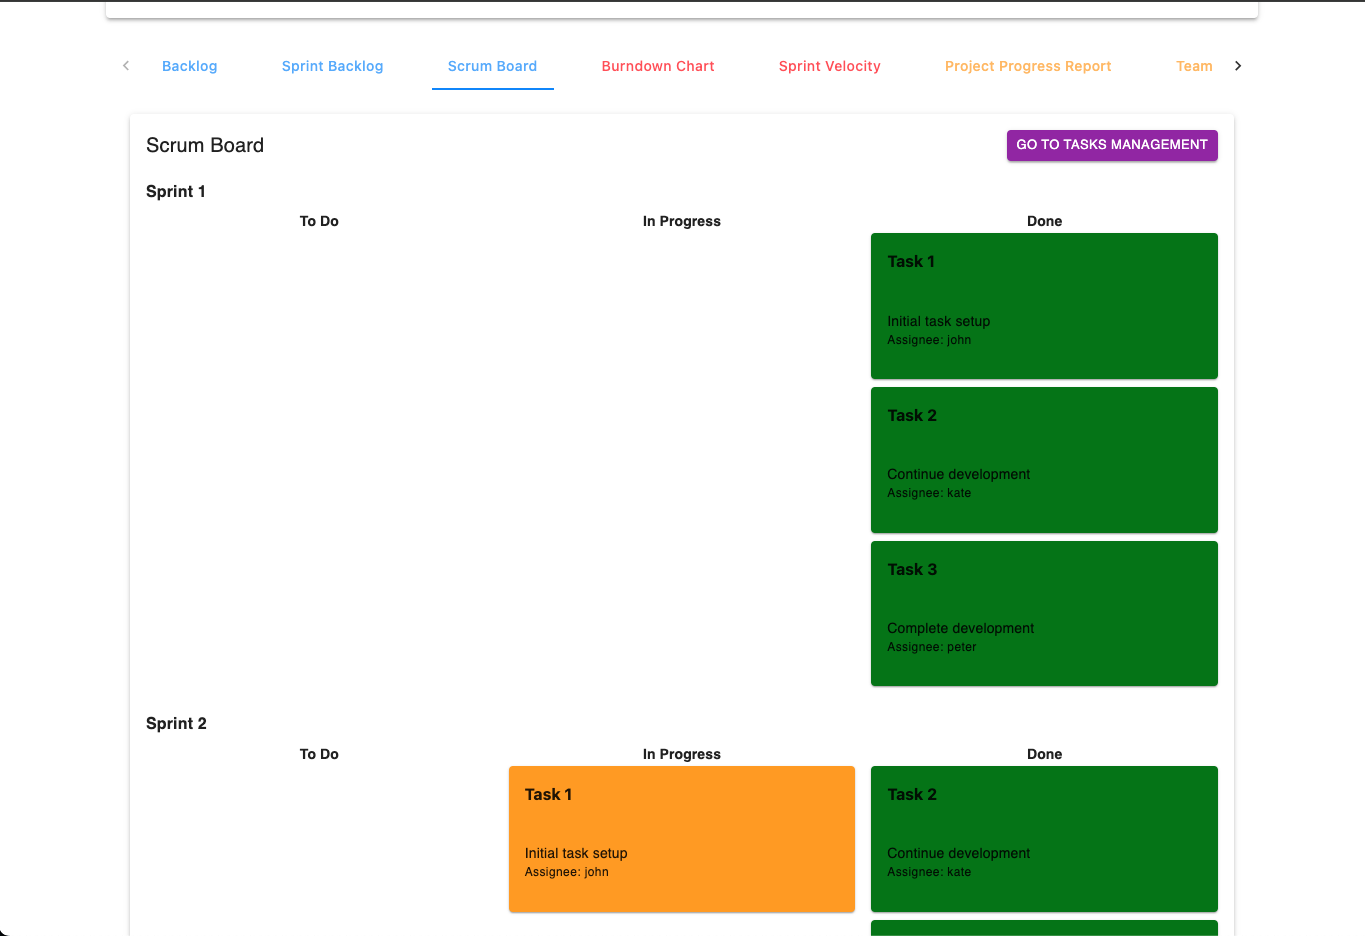 Backlog
Sprint Backlog
Scrum Board
Burndown Chart
Sprint Velocity
Project Progress Report
Team
Scrum Board
GO TO TASKS MANAGEMENT
Sprint 1
To Do
In Progress
Done
Task 1
Initial task setup
Assignee: john
Task 2
Continue development
Assignee: kate
Task 3
Complete development
Assignee: peter
Sprint 2
To Do
In Progress
Done
Task 1
Initial task setup
Assignee: john
Task 2
Continue development
Assignee: kate